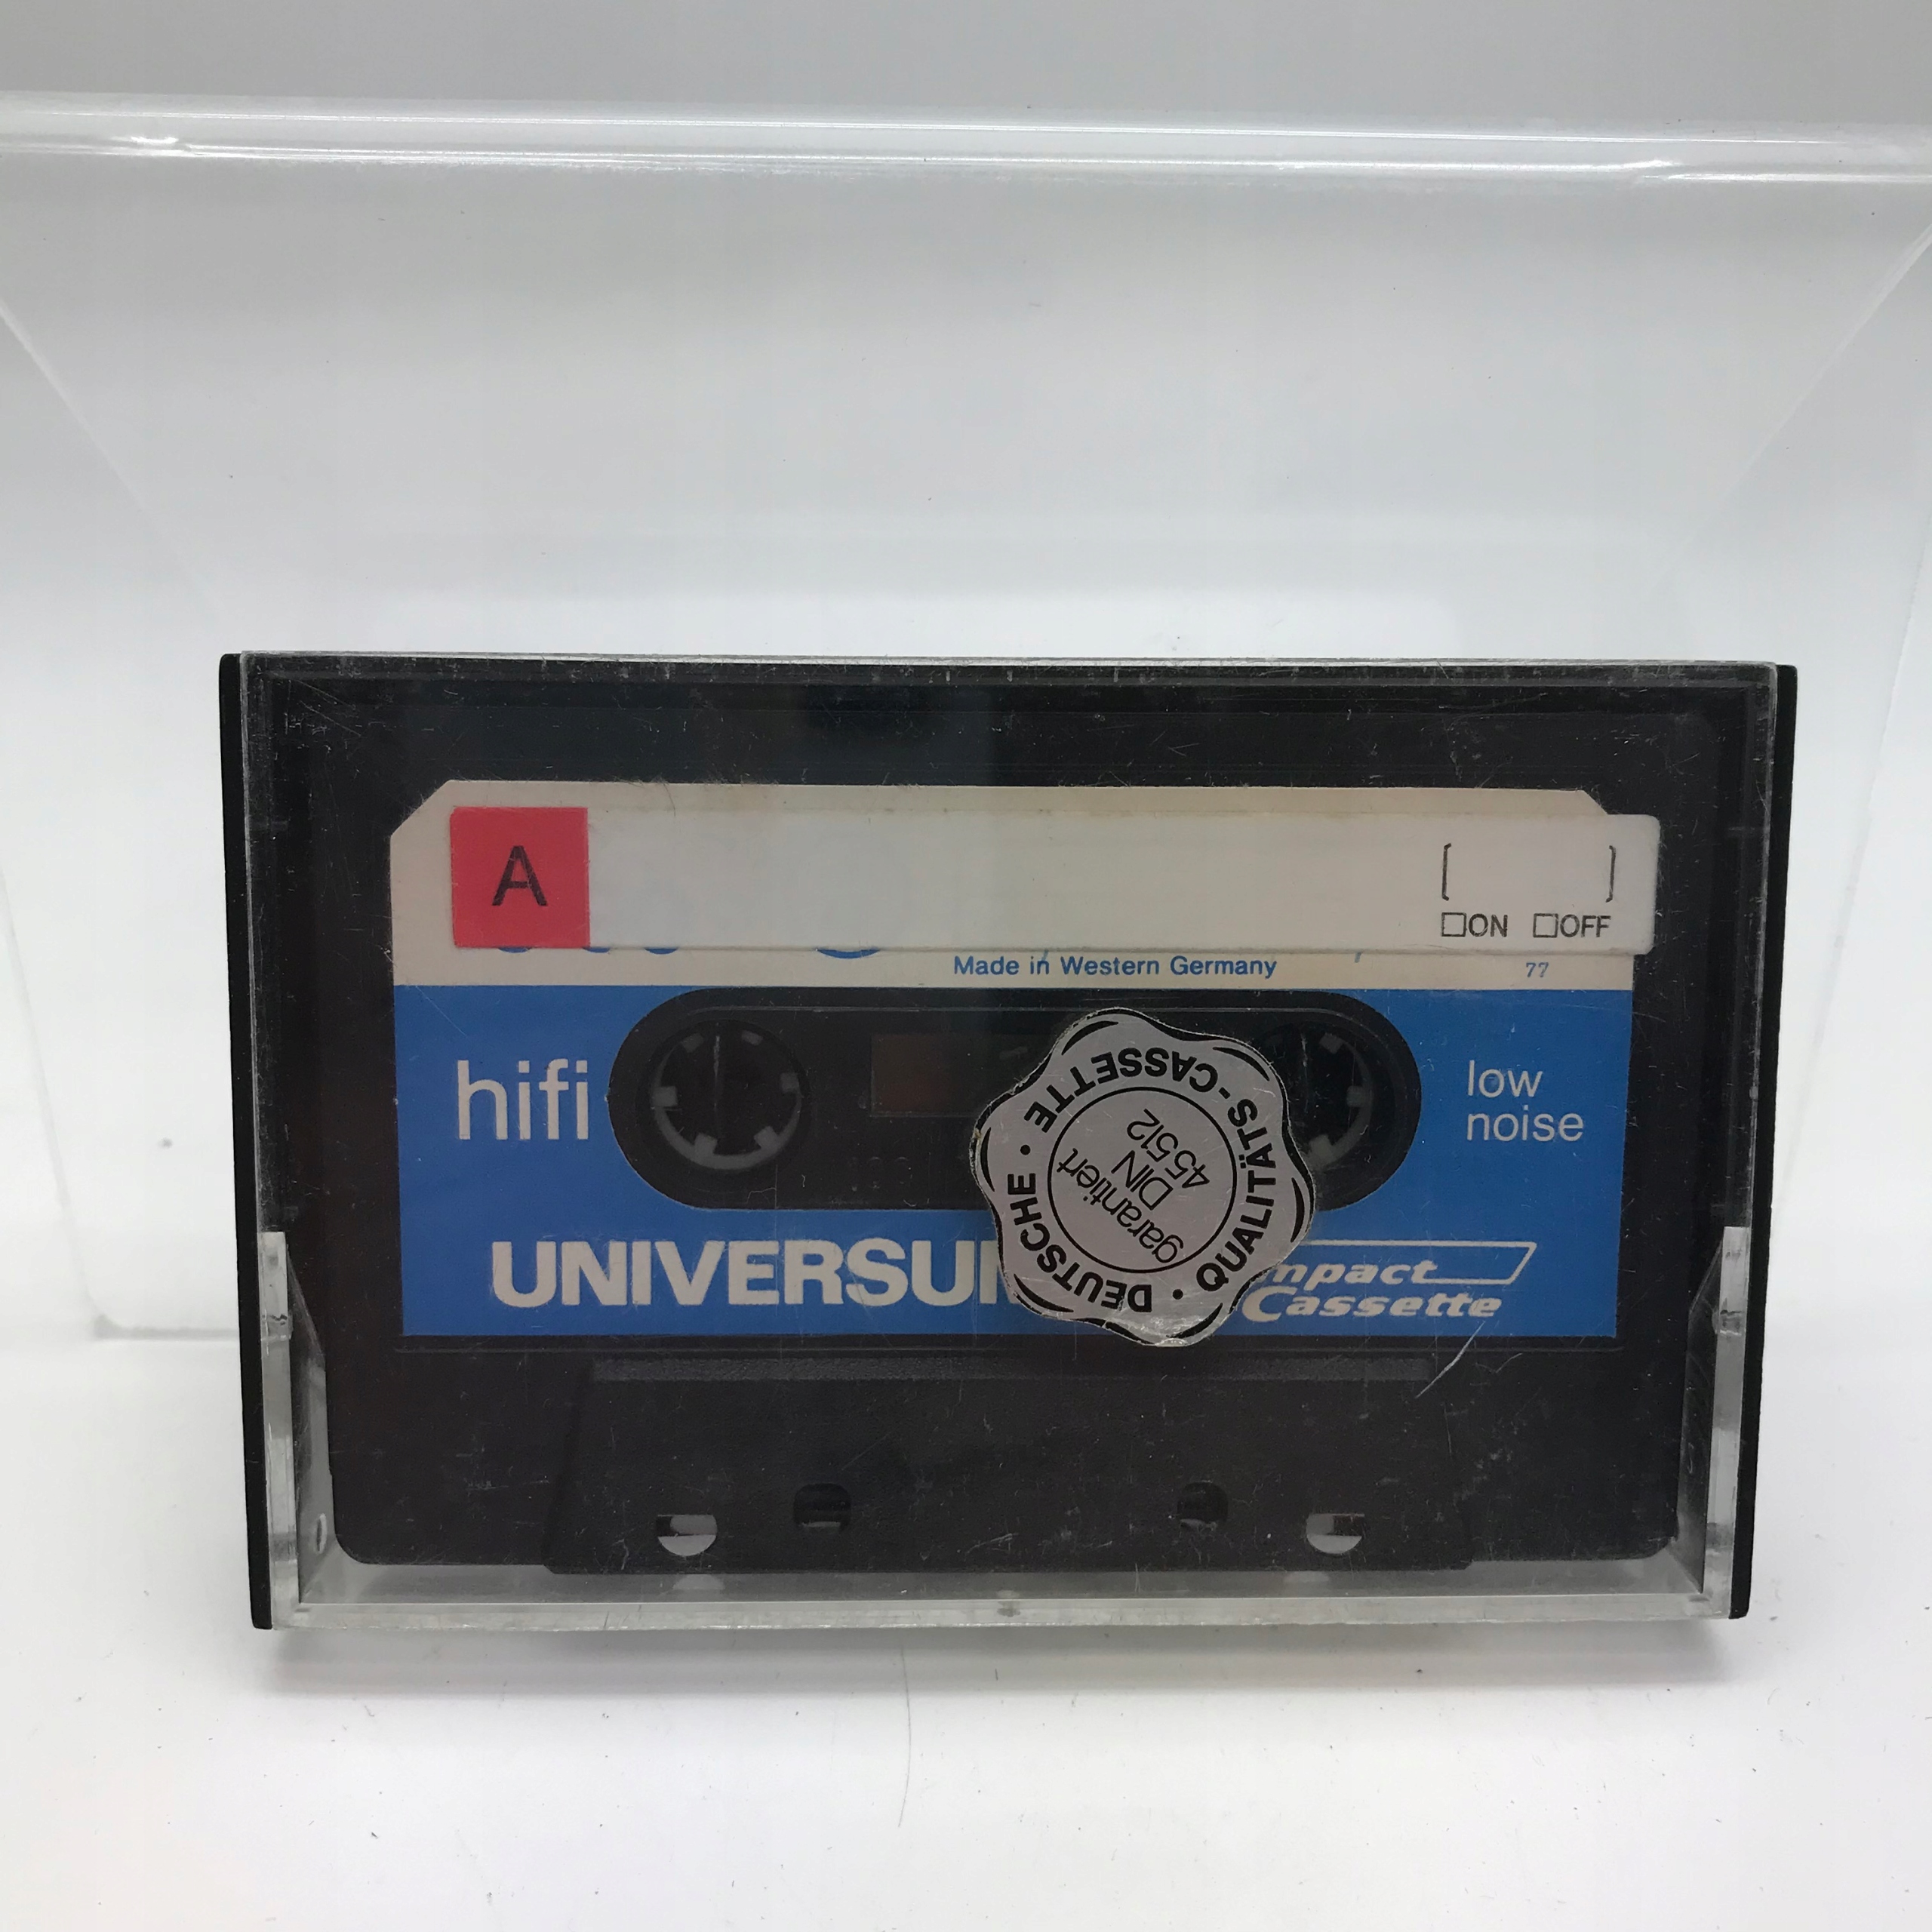 A
[ ]
☐ON ☐OFF
Made in Western Germany
77
hifi
low
noise
DEUTSCHE • QUALITÄTS-CASSETTE •
garantiert
DIN
45512
UNIVERSU
mpact
Cassette